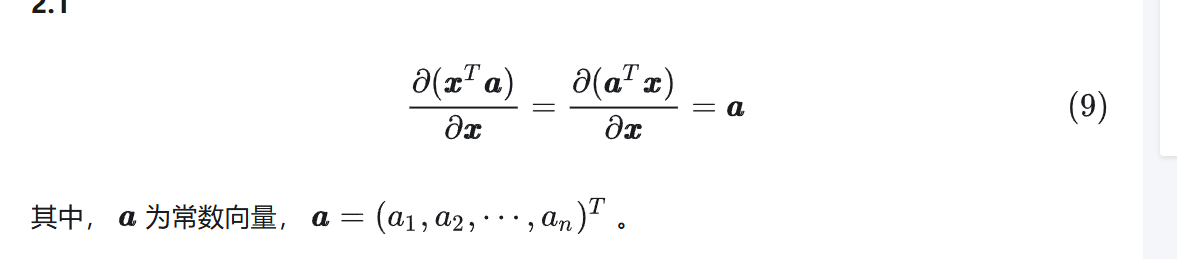 2.1
∂(xᵀa)/∂x = ∂(aᵀx)/∂x = a (9)
其中， a 为常数向量， a = (a₁, a₂, ⋯ , aₙ)ᵀ 。